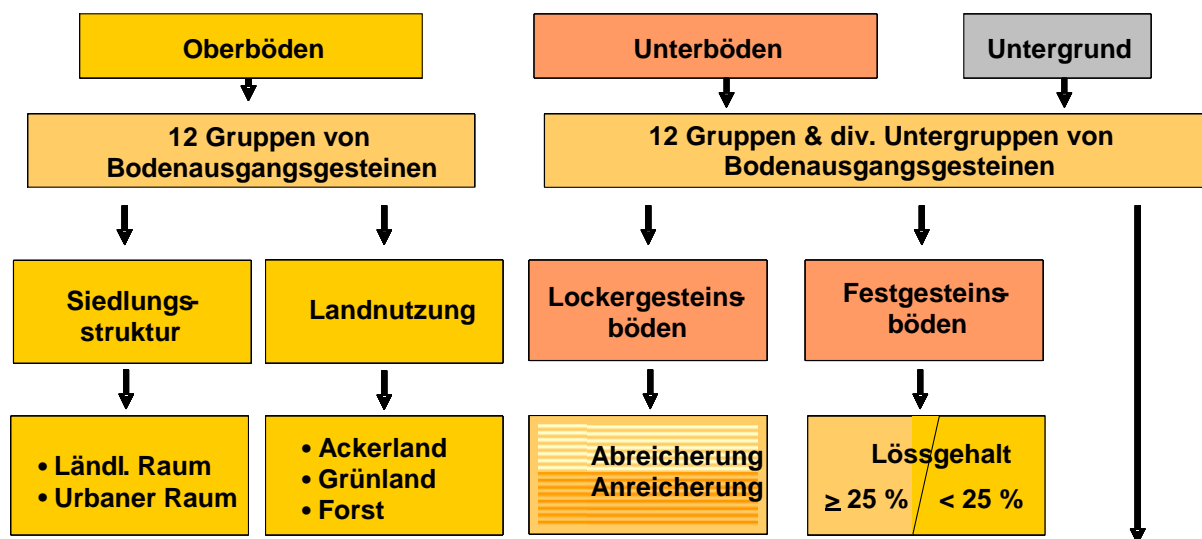 Oberböden
Unterböden
Untergrund
12 Gruppen von
Bodenausgangsgesteinen
12 Gruppen & div. Untergruppen von
Bodenausgangsgesteinen
Siedlungs-
struktur
Landnutzung
Lockergesteins-
böden
Festgesteins-
böden
• Ländl. Raum
• Urbaner Raum
• Ackerland
• Grünland
• Forst
Abreicherung
Anreicherung
Lössgehalt
≥ 25 % < 25 %